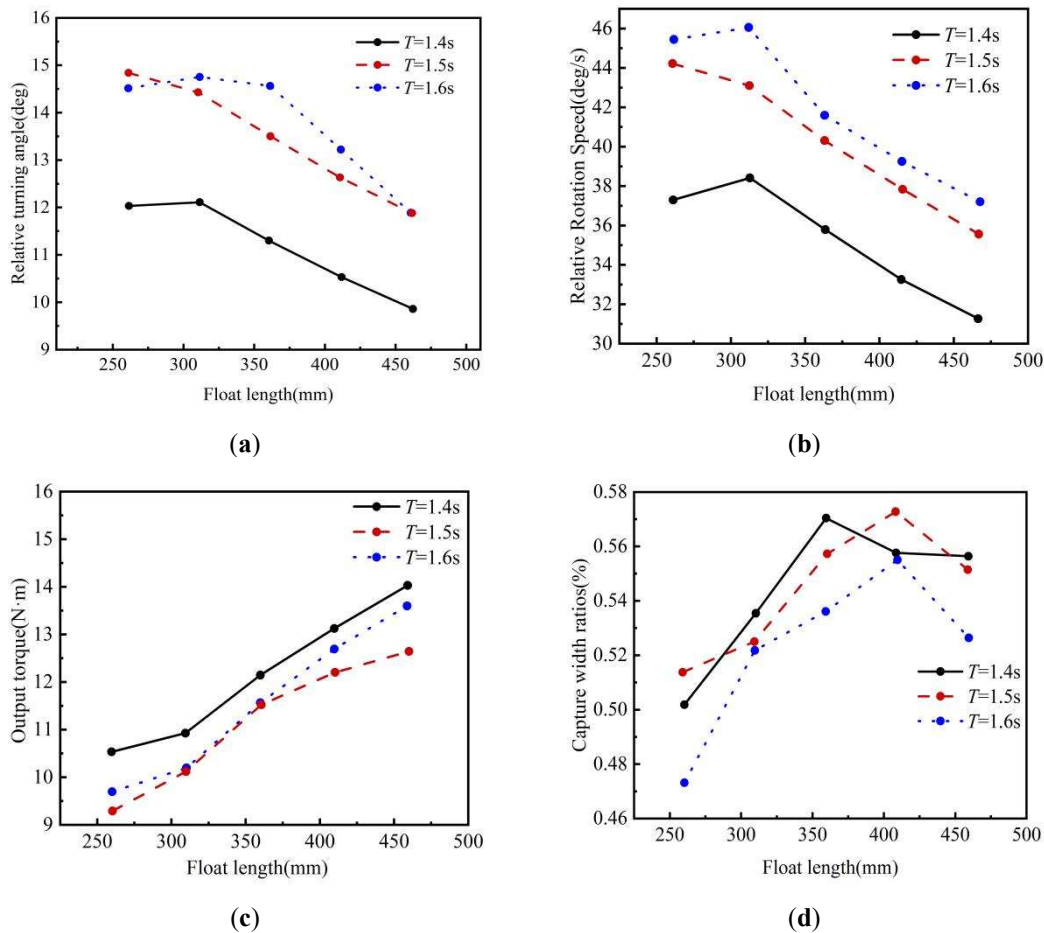 16
15
14
13
12
11
10
9
250 300 350 400 450 500
Relative turning angle(deg)
Float length(mm)
T=1.4s
T=1.5s
T=1.6s
(a)
46
44
42
40
38
36
34
32
30
250 300 350 400 450 500
Relative Rotation Speed(deg/s)
Float length(mm)
T=1.4s
T=1.5s
T=1.6s
(b)
16
15
14
13
12
11
10
9
250 300 350 400 450 500
Output torque(N·m)
Float length(mm)
T=1.4s
T=1.5s
T=1.6s
(c)
0.58
0.56
0.54
0.52
0.50
0.48
0.46
250 300 350 400 450 500
Capture width ratios(%)
Float length(mm)
T=1.4s
T=1.5s
T=1.6s
(d)